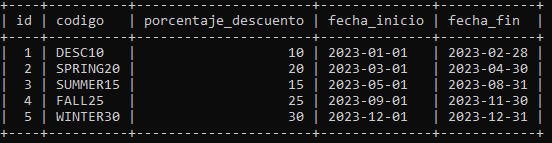 +----+----------+----------------------+--------------+------------+
| id | codigo   | porcentaje_descuento | fecha_inicio | fecha_fin  |
+----+----------+----------------------+--------------+------------+
|  1 | DESC10   |                   10 | 2023-01-01   | 2023-02-28 |
|  2 | SPRING20 |                   20 | 2023-03-01   | 2023-04-30 |
|  3 | SUMMER15 |                   15 | 2023-05-01   | 2023-08-31 |
|  4 | FALL25   |                   25 | 2023-09-01   | 2023-11-30 |
|  5 | WINTER30 |                   30 | 2023-12-01   | 2023-12-31 |
+----+----------+----------------------+--------------+------------+